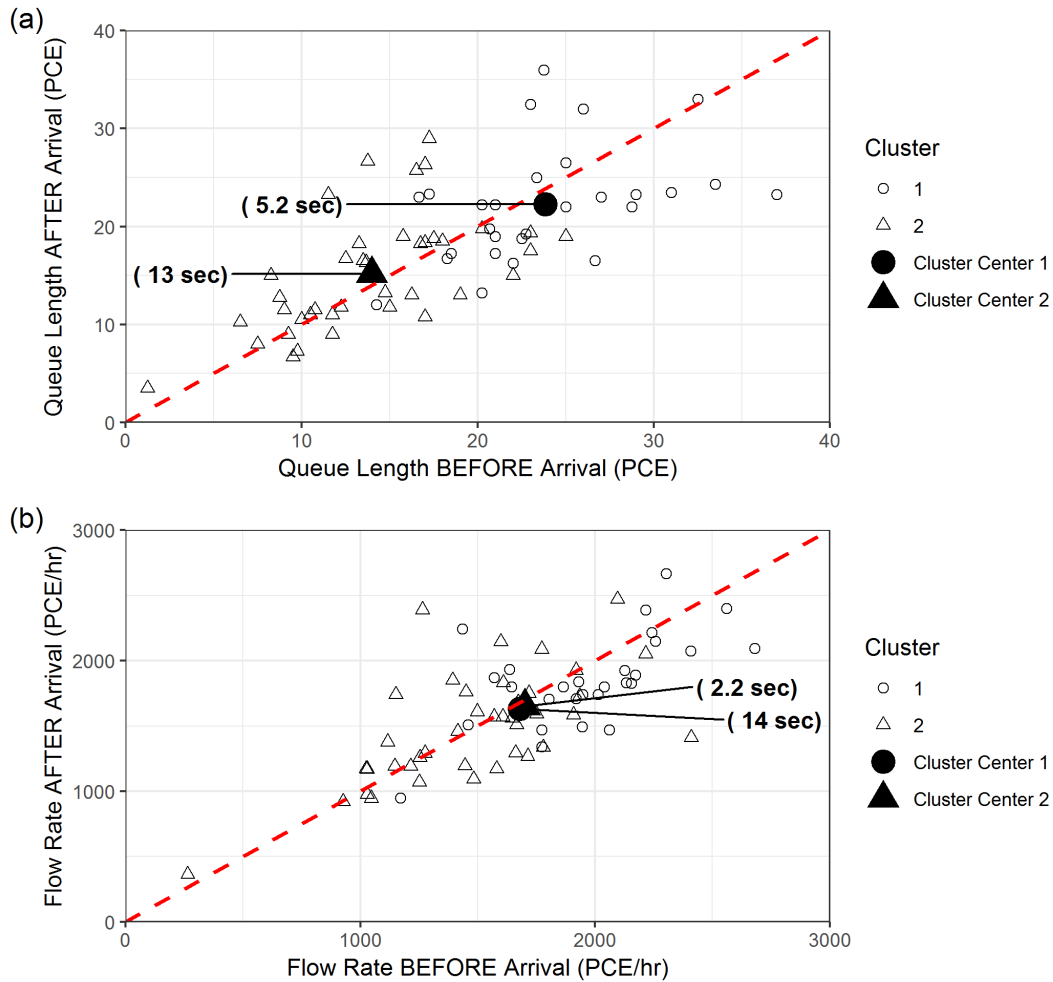 (a)
Queue Length AFTER Arrival (PCE)
40
30
20
10
0
( 5.2 sec)
( 13 sec)
0 10 20 30 40
Queue Length BEFORE Arrival (PCE)
Cluster
1
2
Cluster Center 1
Cluster Center 2
(b)
Flow Rate AFTER Arrival (PCE/hr)
3000
2000
1000
0
( 2.2 sec)
( 14 sec)
0 1000 2000 3000
Flow Rate BEFORE Arrival (PCE/hr)
Cluster
1
2
Cluster Center 1
Cluster Center 2